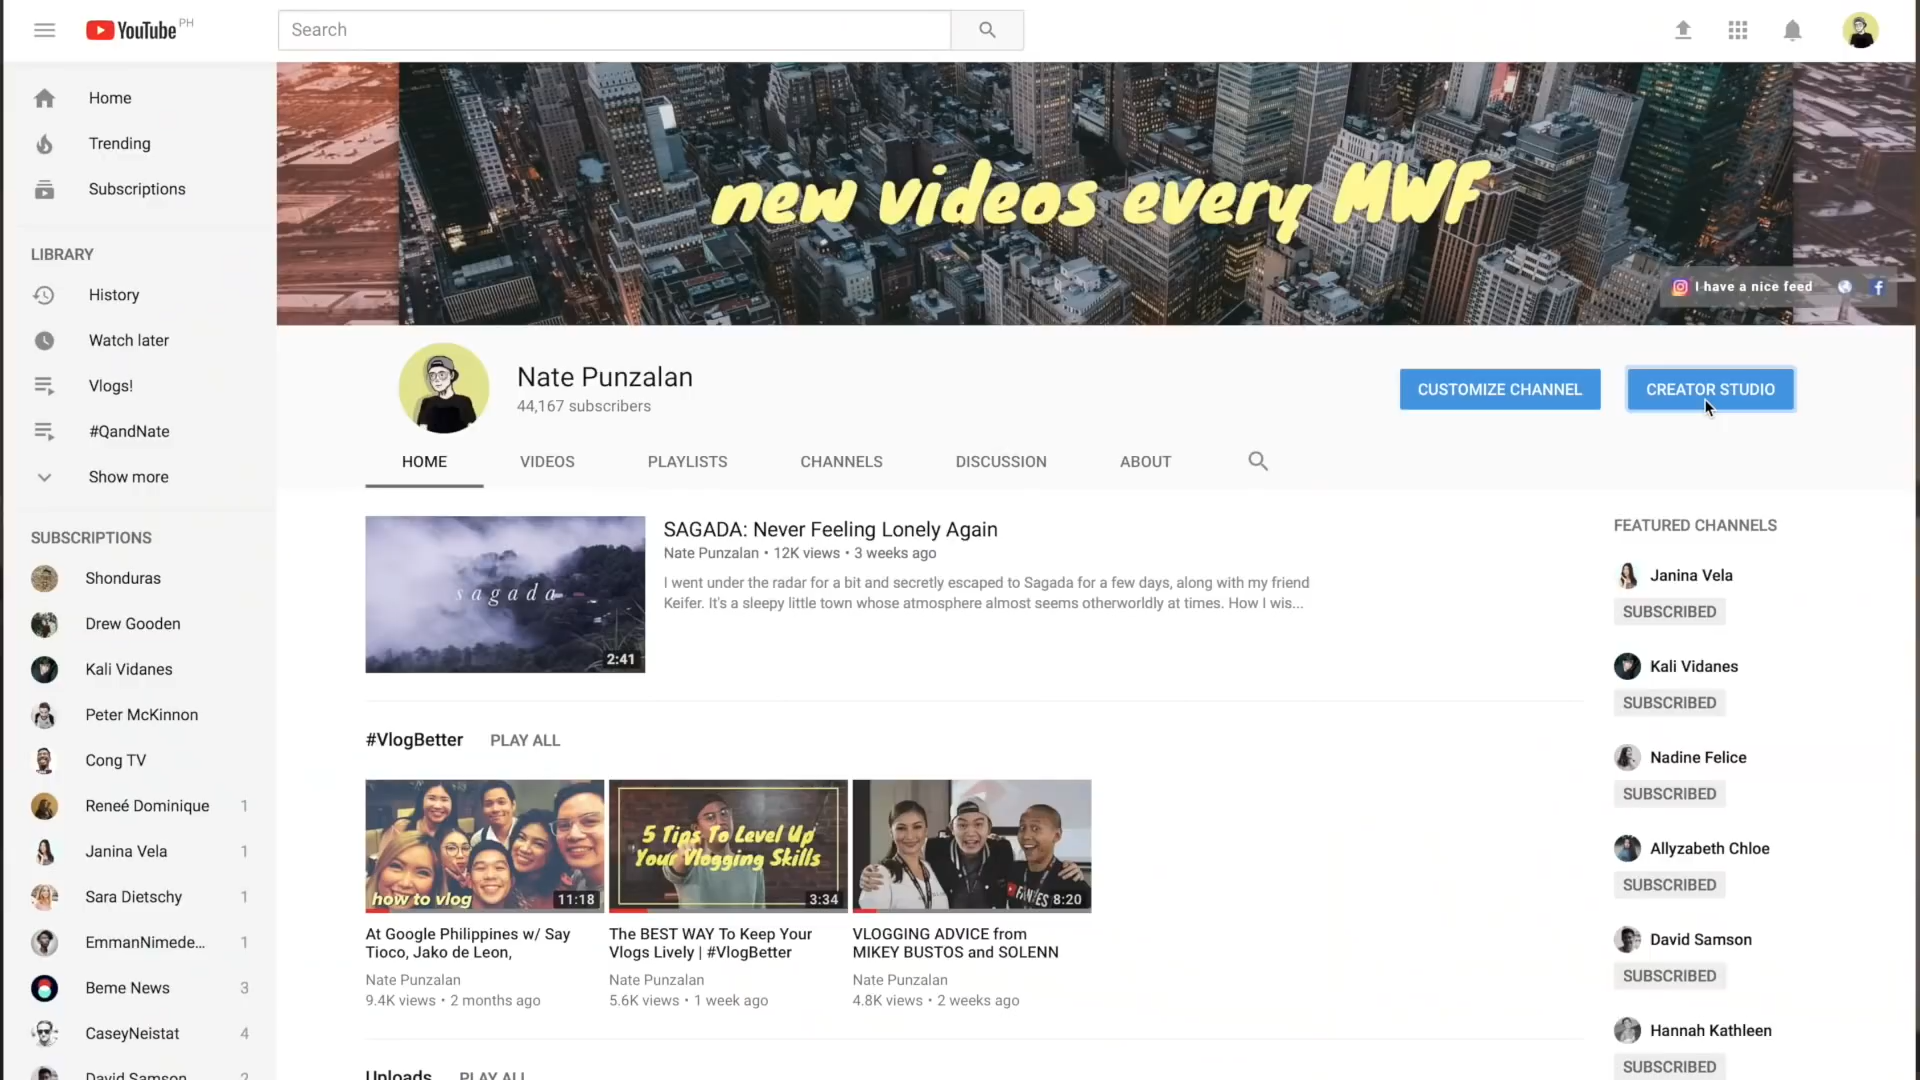 YouTube PH
Search
Home
Trending
Subscriptions
LIBRARY
History
Watch later
Vlogs!
#QandNate
Show more
SUBSCRIPTIONS
Shonduras
Drew Gooden
Kali Vidanes
Peter McKinnon
Cong TV
Reneé Dominique 1
Janina Vela 1
Sara Dietschy 1
EmmanNimede... 1
Beme News 3
CaseyNeistat 4
David Samson 2
new videos every MWF
I have a nice feed
Nate Punzalan
44,167 subscribers
CUSTOMIZE CHANNEL
CREATOR STUDIO
HOME VIDEOS PLAYLISTS CHANNELS DISCUSSION ABOUT
sagada
2:41
SAGADA: Never Feeling Lonely Again
Nate Punzalan • 12K views • 3 weeks ago
I went under the radar for a bit and secretly escaped to Sagada for a few days, along with my friend
Keifer. It's a sleepy little town whose atmosphere almost seems otherworldly at times. How I wis...
#VlogBetter PLAY ALL
how to vlog
11:18
At Google Philippines w/ Say
Tioco, Jako de Leon,
Nate Punzalan
9.4K views • 2 months ago
5 Tips To Level Up
Your Vlogging Skills
3:34
The BEST WAY To Keep Your
Vlogs Lively | #VlogBetter
Nate Punzalan
5.6K views • 1 week ago
8:20
VLOGGING ADVICE from
MIKEY BUSTOS and SOLENN
Nate Punzalan
4.8K views • 2 weeks ago
Uploads PLAY ALL
FEATURED CHANNELS
Janina Vela
SUBSCRIBED
Kali Vidanes
SUBSCRIBED
Nadine Felice
SUBSCRIBED
Allyzabeth Chloe
SUBSCRIBED
David Samson
SUBSCRIBED
Hannah Kathleen
SUBSCRIBED